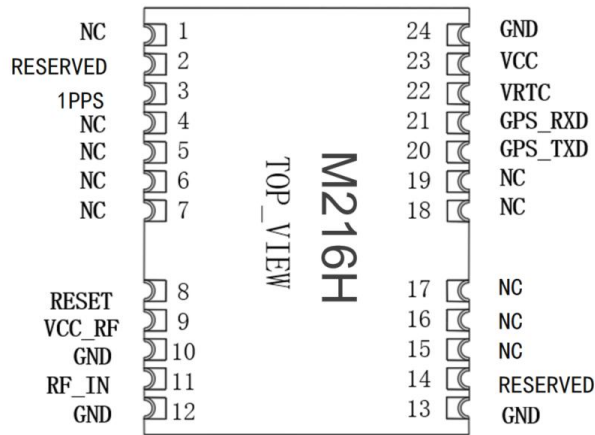 NC 1 24 GND
RESERVED 2 23 VCC
1PPS 3 22 VRTC
NC 4 21 GPS_RXD
NC 5 20 GPS_TXD
NC 6 19 NC
NC 7 18 NC
M216H
TOP_VIEW
RESET 8 17 NC
VCC_RF 9 16 NC
GND 10 15 NC
RF_IN 11 14 RESERVED
GND 12 13 GND